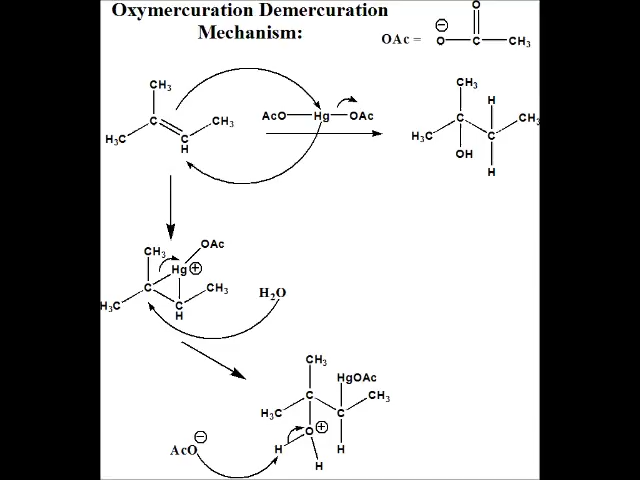 Oxymercuration Demercuration
Mechanism:
OAc =
⊖
O
O
C
CH₃
CH₃
H₃C
C
C
H
CH₃
AcO
Hg
OAc
CH₃
H₃C
C
OH
H
C
H
CH₃
CH₃
H₃C
C
Hg⊕
OAc
C
H
CH₃
H₂O
CH₃
H₃C
C
HgOAc
C
CH₃
H
O⊕
H
H
AcO⊖